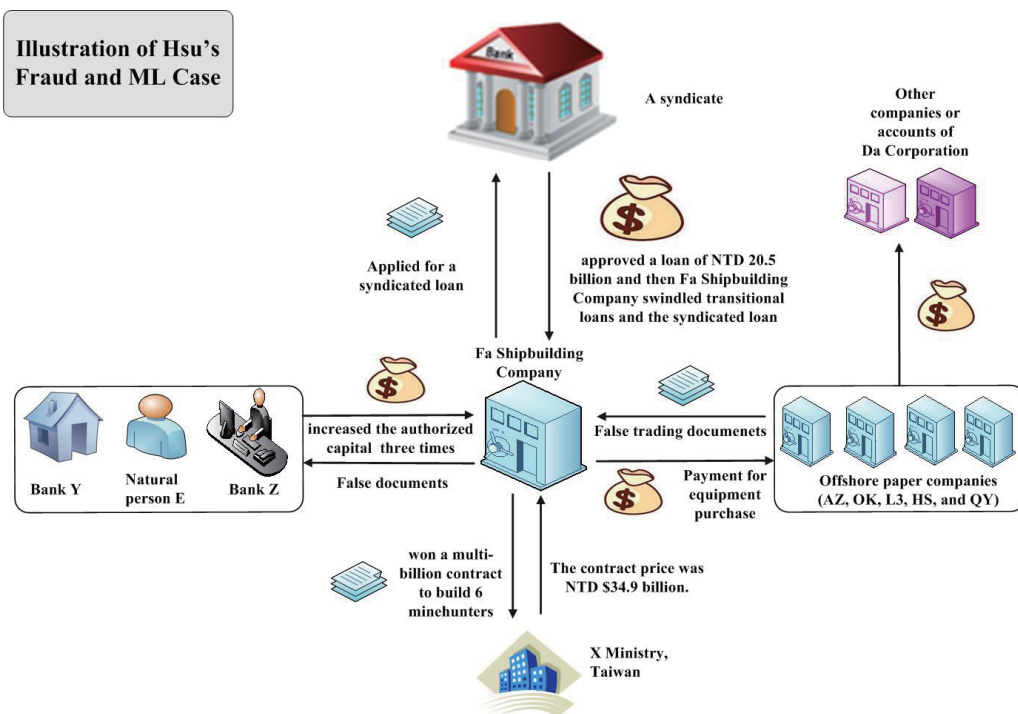 Illustration of Hsu's
Fraud and ML Case
Bank
A syndicate
Other
companies or
accounts of
Da Corporation
Applied for a
syndicated loan
approved a loan of NTD 20.5
billion and then Fa Shipbuilding
Company swindled transitional
loans and the syndicated loan
Fa Shipbuilding
Company
Bank Y
Natural
person E
Bank Z
increased the authorized
capital three times
False documents
False trading documenets
Payment for
equipment
purchase
Offshore paper companies
(AZ, OK, L3, HS, and QY)
won a multi-
billion contract
to build 6
minehunters
The contract price was
NTD $34.9 billion.
X Ministry,
Taiwan